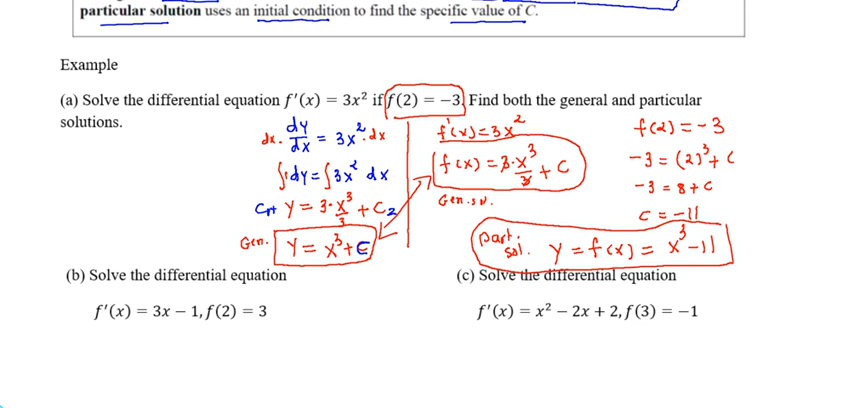 particular solution uses an initial condition to find the specific value of C.
Example
(a) Solve the differential equation f′(x) = 3x² if f(2) = −3. Find both the general and particular
solutions.
dx. dy/dx = 3x².dx
∫1dy = ∫3x² dx
C₁+ y = 3·x³/3 + C₂
Gen. y = x³+C
f'(x)=3x²
f(x)=3·x³/3 + C
Gen. sol.
f(2) = -3
-3 = (2)³+ C
-3 = 8 + C
C = -11
part. sol. y = f(x) = x³-11
(b) Solve the differential equation
f′(x) = 3x − 1, f(2) = 3
(c) Solve the differential equation
f′(x) = x² − 2x + 2, f(3) = −1